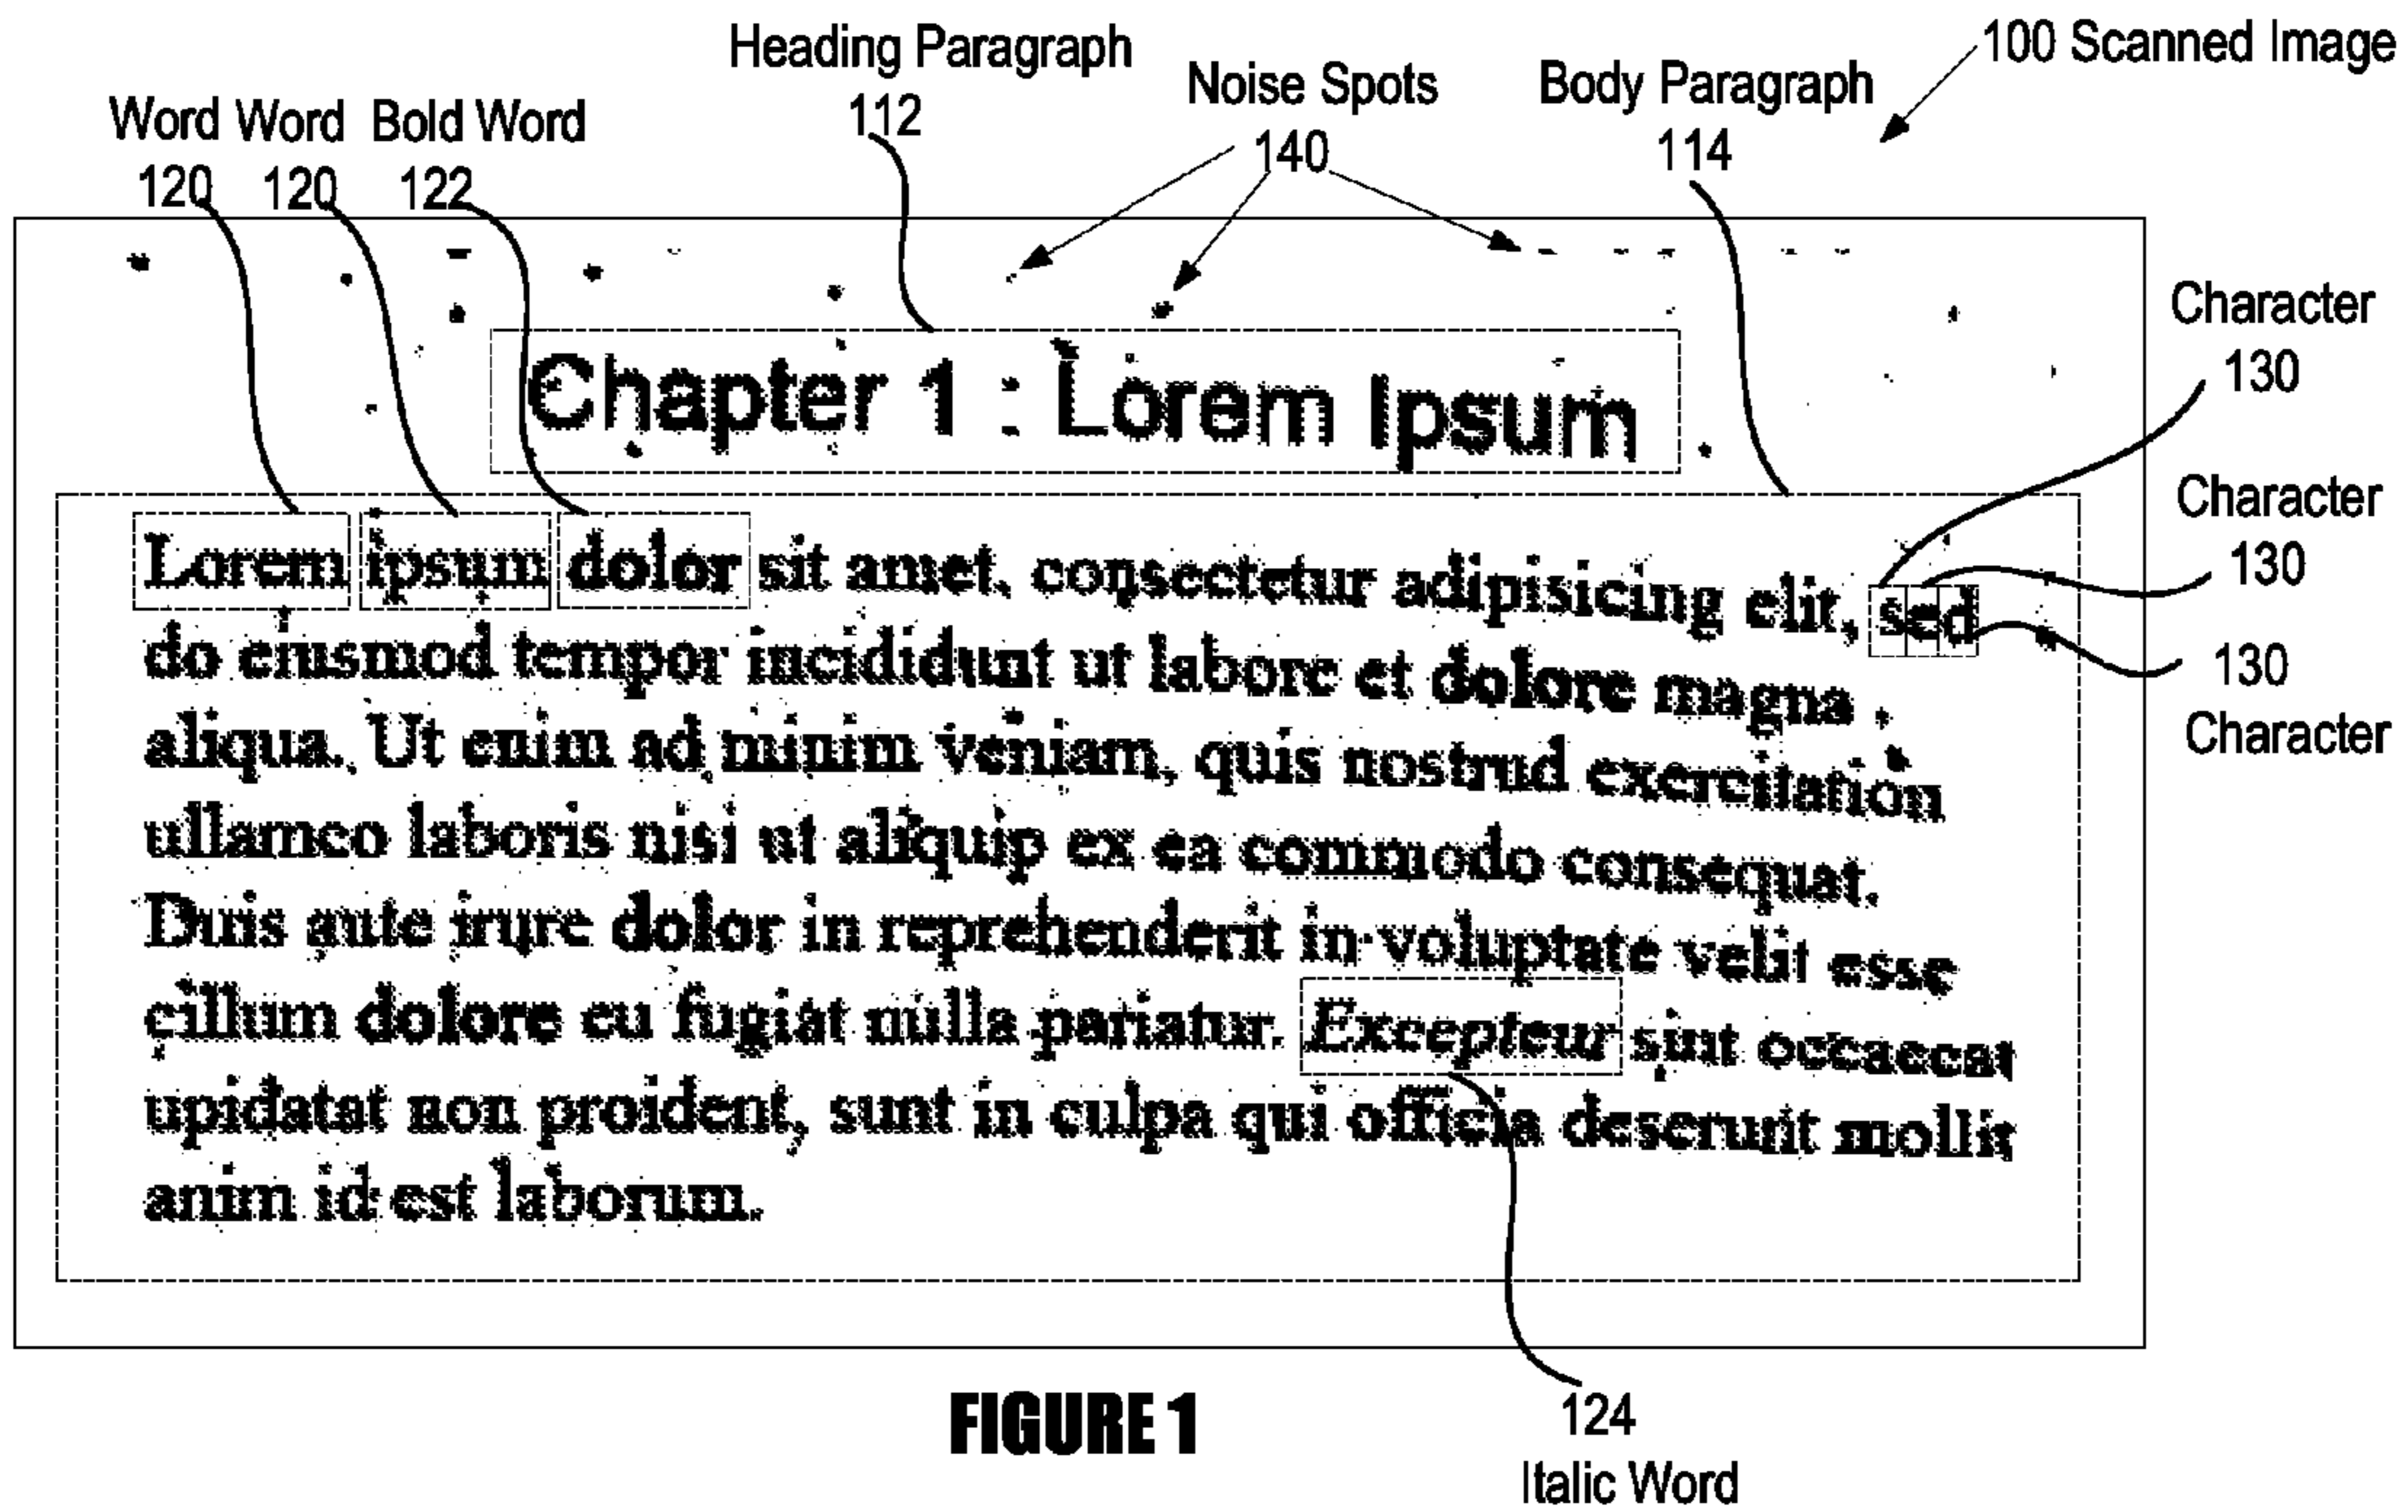 100 Scanned Image
Heading Paragraph
112
Noise Spots
140
Body Paragraph
114
Word Word Bold Word
120 120 122
Character
130
Character
130
130
Character
Chapter 1 : Lorem Ipsum
Lorem ipsum dolor sit amet, consectetur adipisicing elit, sed
do eiusmod tempor incididunt ut labore et dolore magna
aliqua. Ut enim ad minim veniam, quis nostrud exercitation
ullamco laboris nisi ut aliquip ex ea commodo consequat.
Duis aute irure dolor in reprehenderit in voluptate velit esse
cillum dolore eu fugiat nulla pariatur. Excepteur sint occaecat
upidatat non proident, sunt in culpa qui officia deserunt mollit
anim id est laborum.
124
Italic Word
FIGURE 1